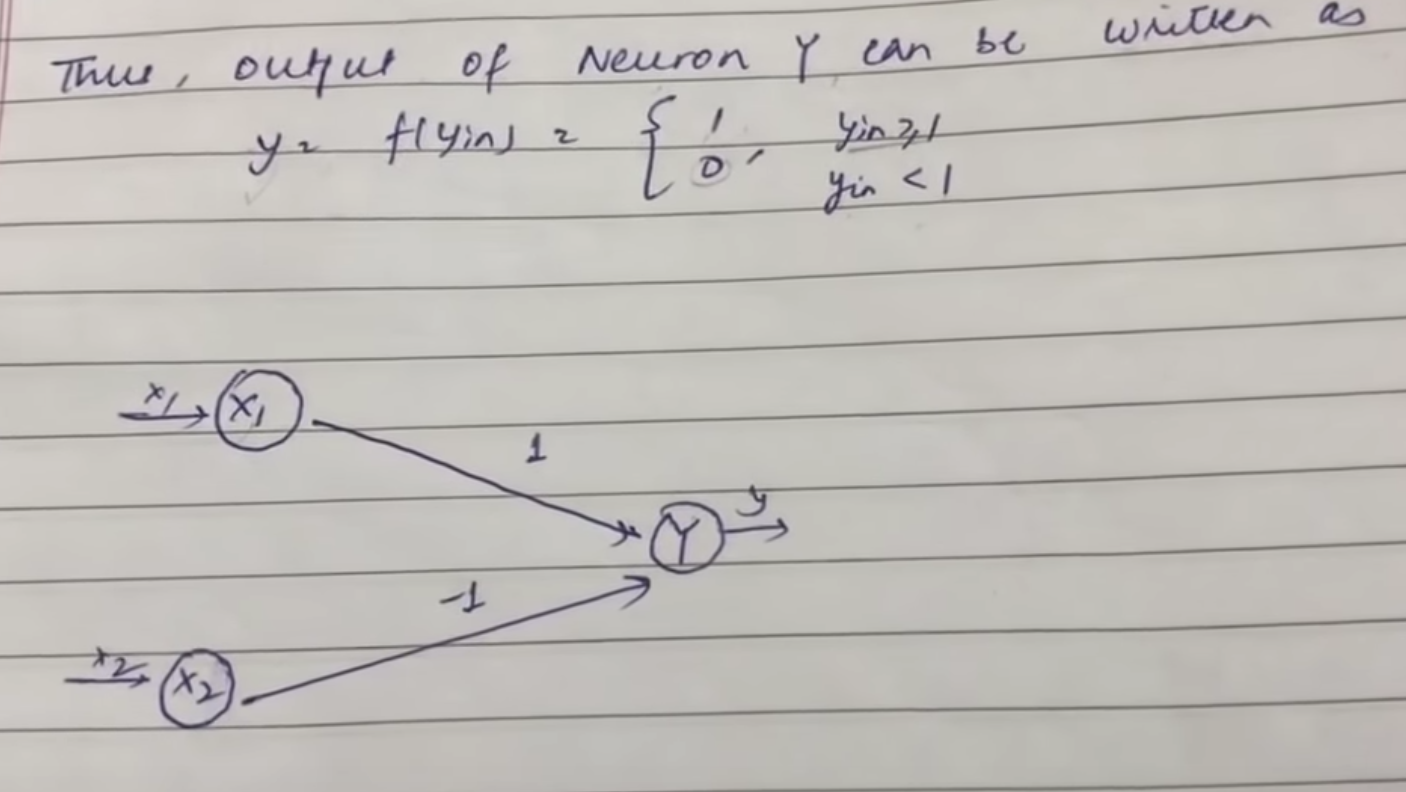 Thus, output of Neuron Y can be written as
y = f(yin) = { 1, yin ≥ 1
0, yin < 1
x1 X1
1
Y y
-1
x2 X2